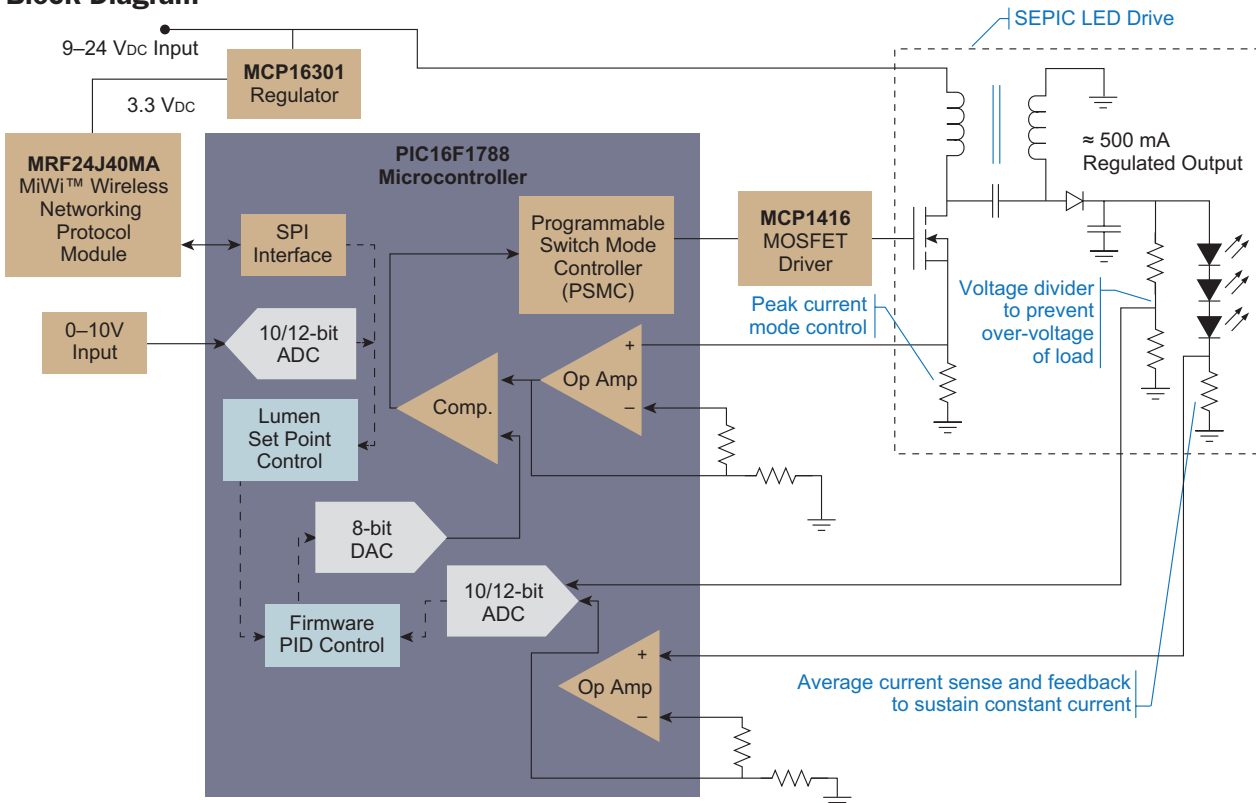 Block Diagram
SEPIC LED Drive
9–24 VDC Input
MCP16301
Regulator
3.3 VDC
MRF24J40MA
MiWi™ Wireless
Networking
Protocol
Module
PIC16F1788
Microcontroller
≈ 500 mA
Regulated Output
SPI
Interface
Programmable
Switch Mode
Controller
(PSMC)
MCP1416
MOSFET
Driver
Peak current
mode control
Voltage divider
to prevent
over-voltage
of load
0–10V
Input
10/12-bit
ADC
+
Op Amp
–
Comp.
Lumen
Set Point
Control
8-bit
DAC
10/12-bit
ADC
Firmware
PID Control
+
Op Amp
–
Average current sense and feedback
to sustain constant current